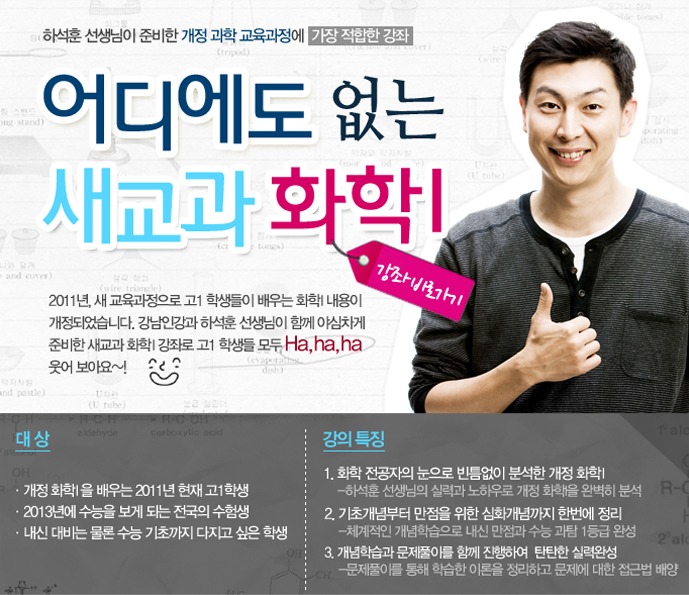 하석훈 선생님이 준비한 개정 과학 교육과정에 가장 적합한 강좌
어디에도 없는
새교과 화학I
강좌 바로가기
2011년, 새 교육과정으로 고1 학생들이 배우는 화학I 내용이
개정되었습니다. 강남인강과 하석훈 선생님이 함께 야심차게
준비한 새교과 화학I 강좌로 고1 학생들 모두 Ha, ha, ha
웃어 보아요~!
대 상
· 개정 화학I 을 배우는 2011년 현재 고1학생
· 2013년에 수능을 보게 되는 전국의 수험생
· 내신 대비는 물론 수능 기초까지 다지고 싶은 학생
강의 특징
1. 화학 전공자의 눈으로 빈틈없이 분석한 개정 화학I
-하석훈 선생님의 실력과 노하우로 개정 화학을 완벽히 분석
2. 기초개념부터 만점을 위한 심화개념까지 한번에 정리
-체계적인 개념학습으로 내신 만점과 수능 과탐 1등급 완성
3. 개념학습과 문제풀이를 함께 진행하여 탄탄한 실력완성
-문제풀이를 통해 학습한 이론을 정리하고 문제에 대한 접근법 배양
(tripod)
(evaporating
dish)
U자관
(U tube)
R-C-H
aldehyde
R-C-O-H
carboxylic acid